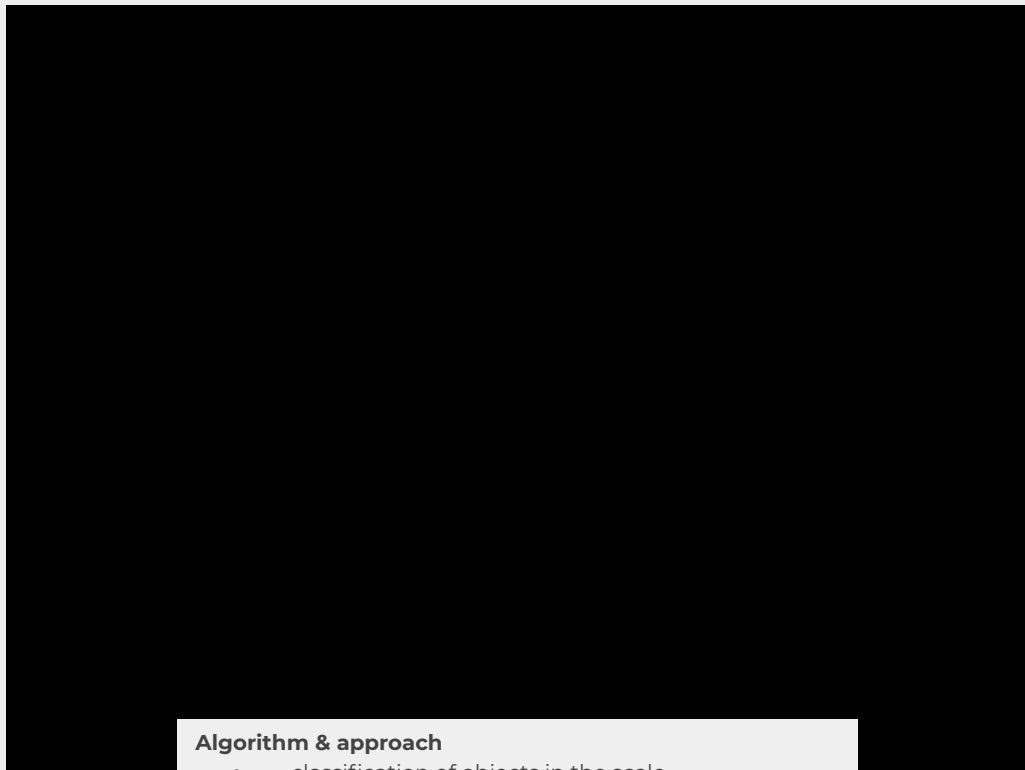 Algorithm & approach
• classification of objects in the scale